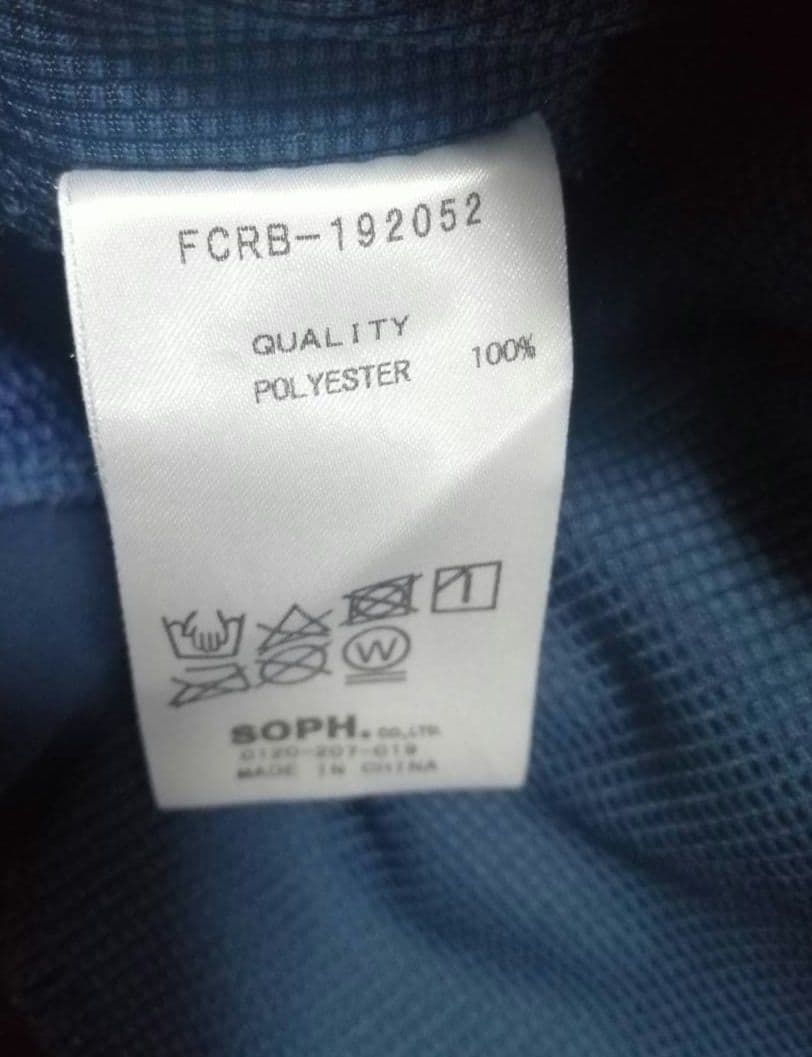 FCRB-192052
QUALITY
POLYESTER 100%
W
SOPH. CO.,LTD.
0120-207-019
MADE IN CHINA